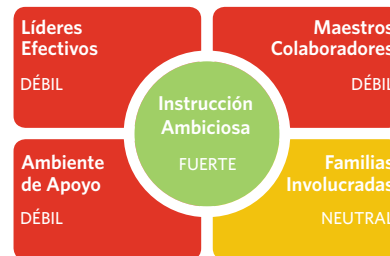 Líderes
Efectivos
DÉBIL
Maestros
Colaboradores
DÉBIL
Instrucción
Ambiciosa
FUERTE
Ambiente
de Apoyo
DÉBIL
Familias
Involucradas
NEUTRAL